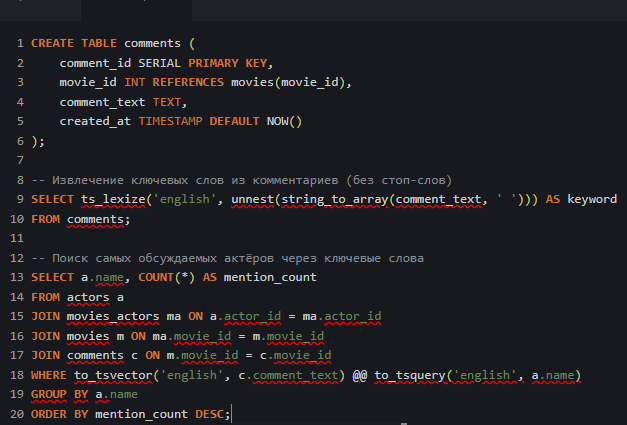 1 CREATE TABLE comments (
2 comment_id SERIAL PRIMARY KEY,
3 movie_id INT REFERENCES movies(movie_id),
4 comment_text TEXT,
5 created_at TIMESTAMP DEFAULT NOW()
6 );
7
8 -- Извлечение ключевых слов из комментариев (без стоп-слов)
9 SELECT ts_lexize('english', unnest(string_to_array(comment_text, ' '))) AS keyword
10 FROM comments;
11
12 -- Поиск самых обсуждаемых актёров через ключевые слова
13 SELECT a.name, COUNT(*) AS mention_count
14 FROM actors a
15 JOIN movies_actors ma ON a.actor_id = ma.actor_id
16 JOIN movies m ON ma.movie_id = m.movie_id
17 JOIN comments c ON m.movie_id = c.movie_id
18 WHERE to_tsvector('english', c.comment_text) @@ to_tsquery('english', a.name)
19 GROUP BY a.name
20 ORDER BY mention_count DESC;